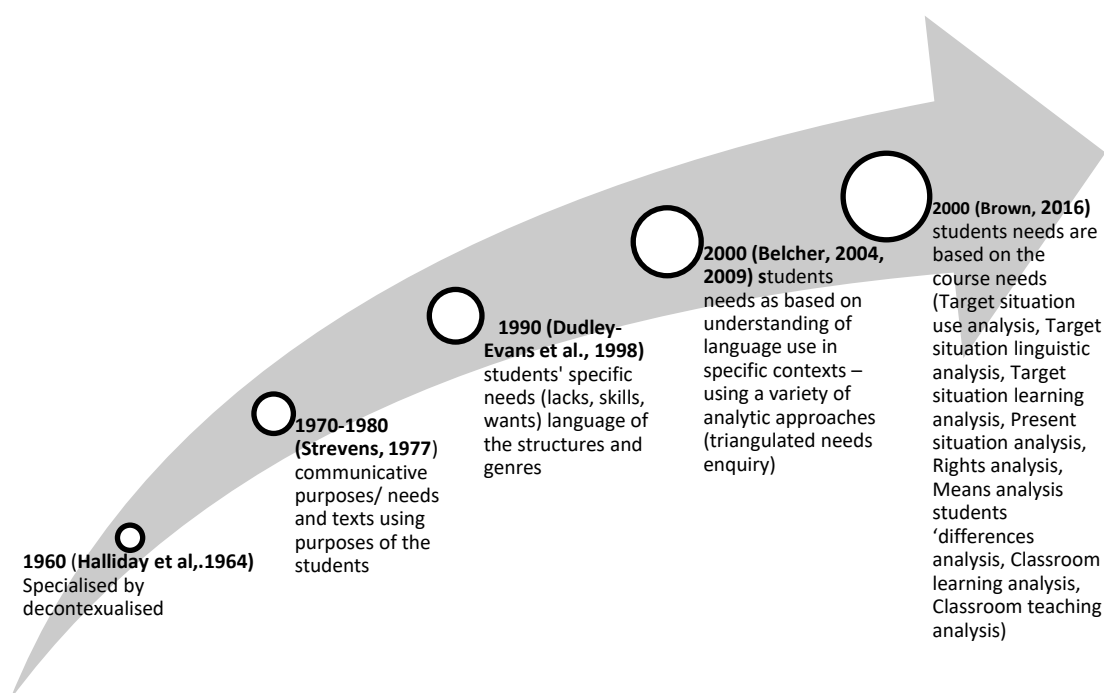 1960 (Halliday et al,.1964)
Specialised by
decontexualised
1970-1980
(Strevens, 1977)
communicative
purposes/ needs
and texts using
purposes of the
students
1990 (Dudley-
Evans et al., 1998)
students' specific
needs (lacks, skills,
wants) language of
the structures and
genres
2000 (Belcher, 2004,
2009) students
needs as based on
understanding of
language use in
specific contexts –
using a variety of
analytic approaches
(triangulated needs
enquiry)
2000 (Brown, 2016)
students needs are
based on the
course needs
(Target situation
use analysis, Target
situation linguistic
analysis, Target
situation learning
analysis, Present
situation analysis,
Rights analysis,
Means analysis
students
‘differences
analysis, Classroom
learning analysis,
Classroom teaching
analysis)